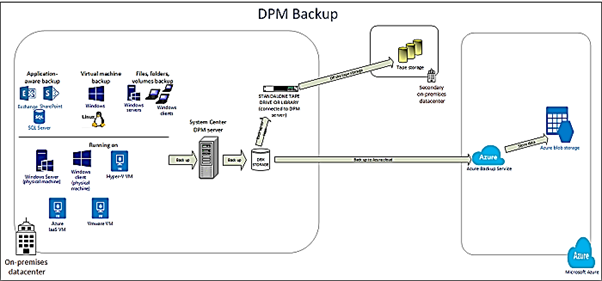 DPM Backup
Application-
aware backup
Exchange
SharePoint
SQL Server
Virtual machine
backup
Windows
Linux
Files, folders,
volumes backup
Windows
servers
Windows
clients
Running on
Windows Server
(physical machine)
Windows
client
(physical
machine)
Hyper-V VM
Azure
IaaS VM
Vmware VM
On-premises
datacenter
Back up
System Center
DPM server
Back up
DISK
STORAGE
STANDALONE TAPE
DRIVE OR LIBRARY
(connected to DPM
server)
Tape storage
Secondary
on-premises
datacenter
Back up to Azure cloud
Azure
Azure Backup Service
Store data
Azure blob storage
Azure
Microsoft Azure